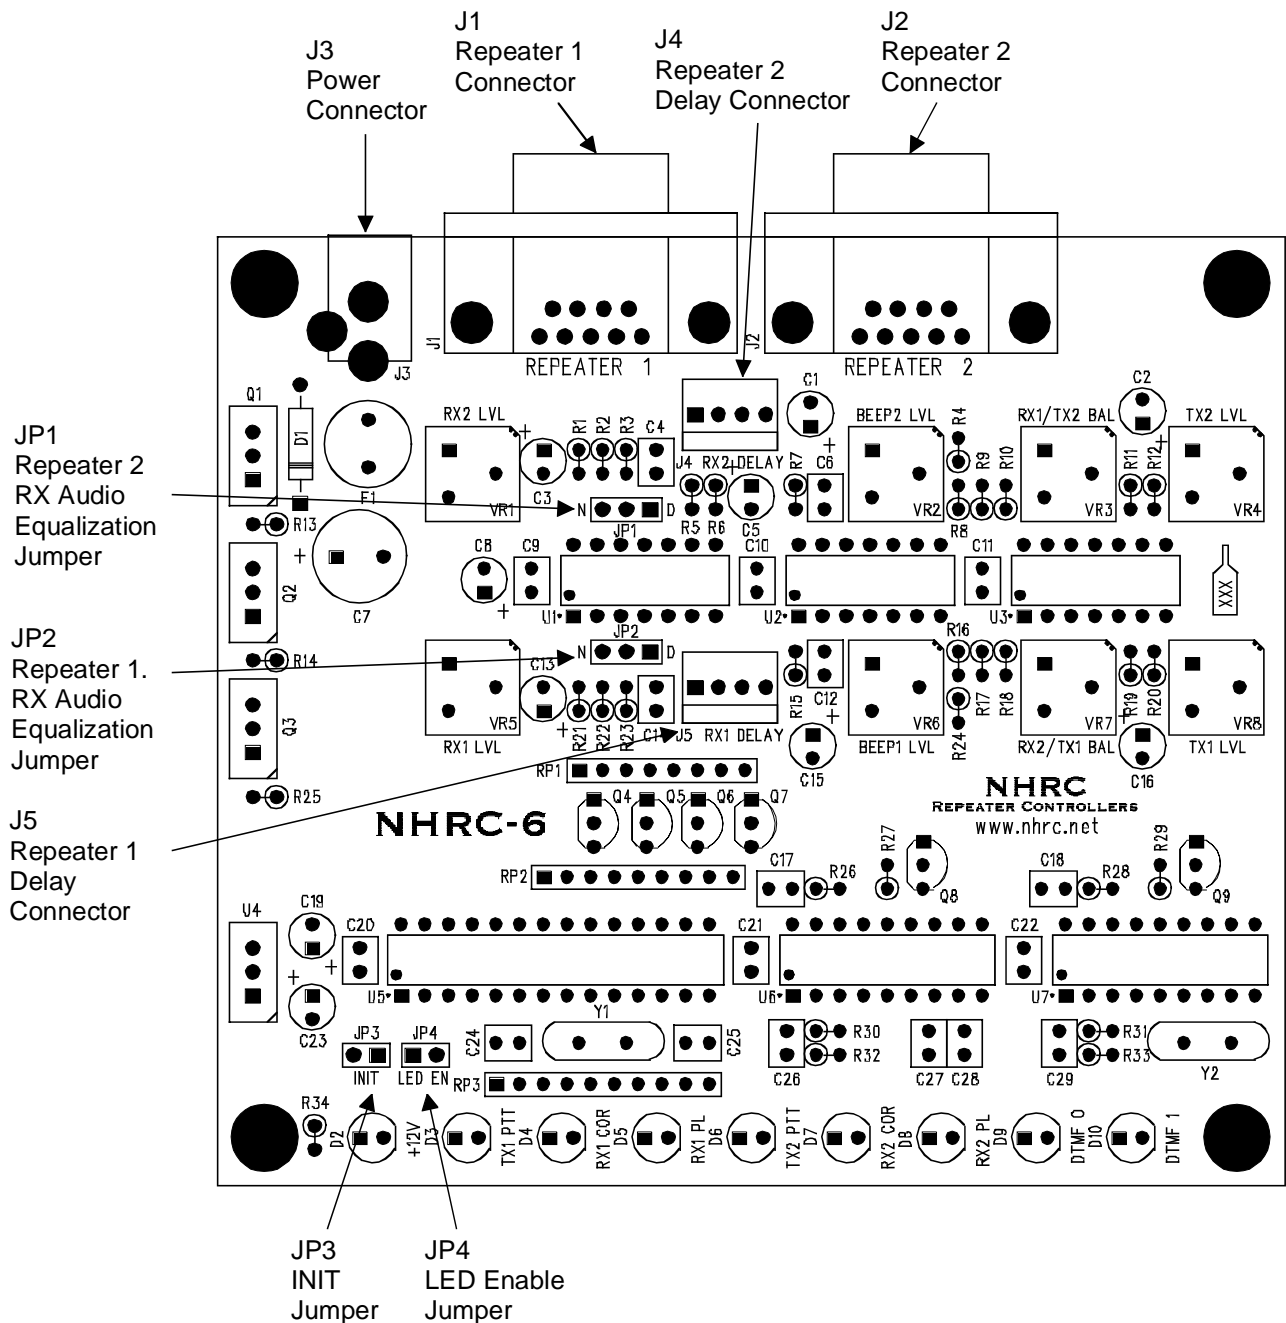 J3
Power
Connector
J1
Repeater 1
Connector
J4
Repeater 2
Delay Connector
J2
Repeater 2
Connector
JP1
Repeater 2
RX Audio
Equalization
Jumper
JP2
Repeater 1.
RX Audio
Equalization
Jumper
J5
Repeater 1
Delay
Connector
J1
J2
J3
REPEATER 1
REPEATER 2
Q1
D1
F1
RX2 LVL
VR1
+
C3
R1
R2
R3
C4
J4
RX2 DELAY
C1
+
BEEP2 LVL
VR2
R4
R9
R10
R8
RX1/TX2 BAL
VR3
C2
+
R11
R12
TX2 LVL
VR4
R13
N
D
JP1
R5
R6
+
C5
R7
C6
+
C7
Q2
C8
+
C9
U1
C10
U2
C11
U3
XXX
R14
JP2
N
D
RX1 LVL
VR5
C13
+
R21
R22
R23
C1
J5
RX1 DELAY
R15
C12
+
C15
BEEP1 LVL
VR6
R16
R17
R18
R24
RX2/TX1 BAL
VR7
R19
R20
+
C16
TX1 LVL
VR8
Q3
R25
RP1
Q4
Q5
Q6
Q7
NHRC-6
NHRC
REPEATER CONTROLLERS
www.nhrc.net
RP2
C17
R26
R27
Q8
C18
R28
R29
Q9
U4
C19
+
+
C23
C20
U5
C21
U6
C22
U7
JP3
INIT
JP4
LED EN
C24
Y1
C25
RP3
C26
R30
R32
C27
C28
C29
R31
R33
Y2
R34
D2
+12V
D3
TX1 PTT
D4
RX1 COR
D5
RX1 PL
D6
TX2 PTT
D7
RX2 COR
D8
RX2 PL
D9
DTMF 0
D10
DTMF 1
JP3
INIT
Jumper
JP4
LED Enable
Jumper